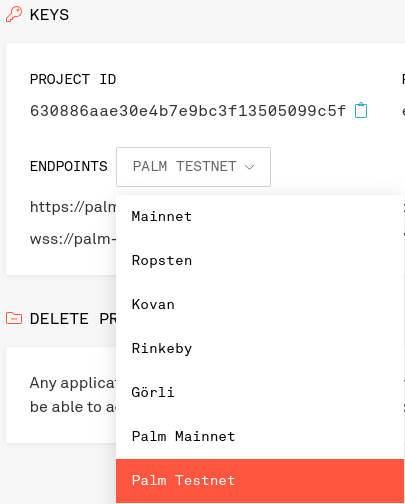 KEYS
PROJECT ID
630886aae30e4b7e9bc3f13505099c5f
ENDPOINTS PALM TESTNET
https://palm
wss://palm-
Mainnet
Ropsten
Kovan
Rinkeby
Görli
Palm Mainnet
Palm Testnet
DELETE PR
Any applicat
be able to a